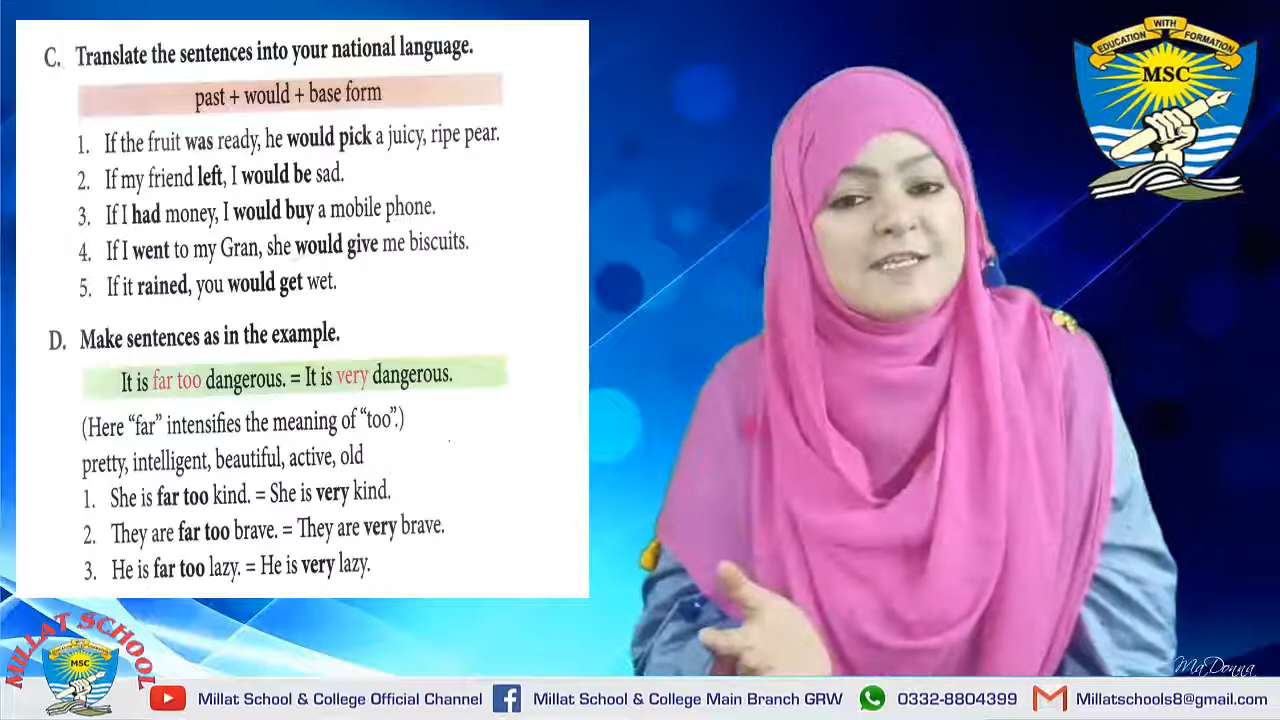 C. Translate the sentences into your national language.
past + would + base form
1. If the fruit was ready, he would pick a juicy, ripe pear.
2. If my friend left, I would be sad.
3. If I had money, I would buy a mobile phone.
4. If I went to my Gran, she would give me biscuits.
5. If it rained, you would get wet.
D. Make sentences as in the example.
It is far too dangerous. = It is very dangerous.
(Here “far” intensifies the meaning of “too”.)
pretty, intelligent, beautiful, active, old
1. She is far too kind. = She is very kind.
2. They are far too brave. = They are very brave.
3. He is far too lazy. = He is very lazy.
EDUCATION WITH FORMATION
MSC
MILLAT SCHOOL
MSC
MaDonna
Millat School & College Official Channel
Millat School & College Main Branch GRW
0332-8804399
Millatschools8@gmail.com